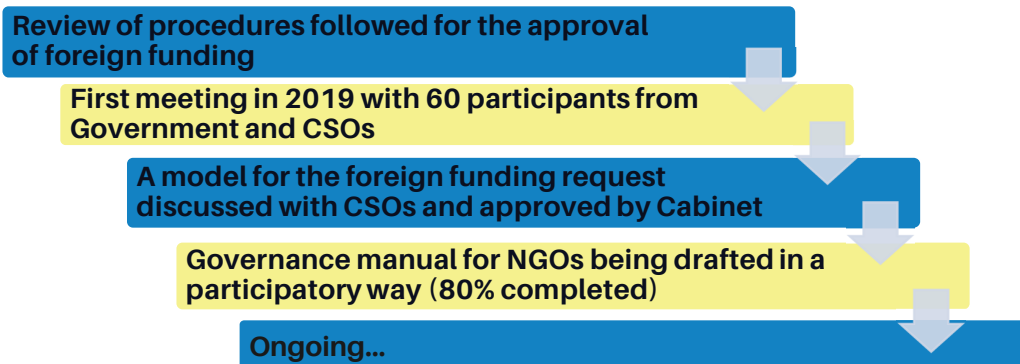 Review of procedures followed for the approval
of foreign funding
First meeting in 2019 with 60 participants from
Government and CSOs
A model for the foreign funding request
discussed with CSOs and approved by Cabinet
Governance manual for NGOs being drafted in a
participatory way (80% completed)
Ongoing...